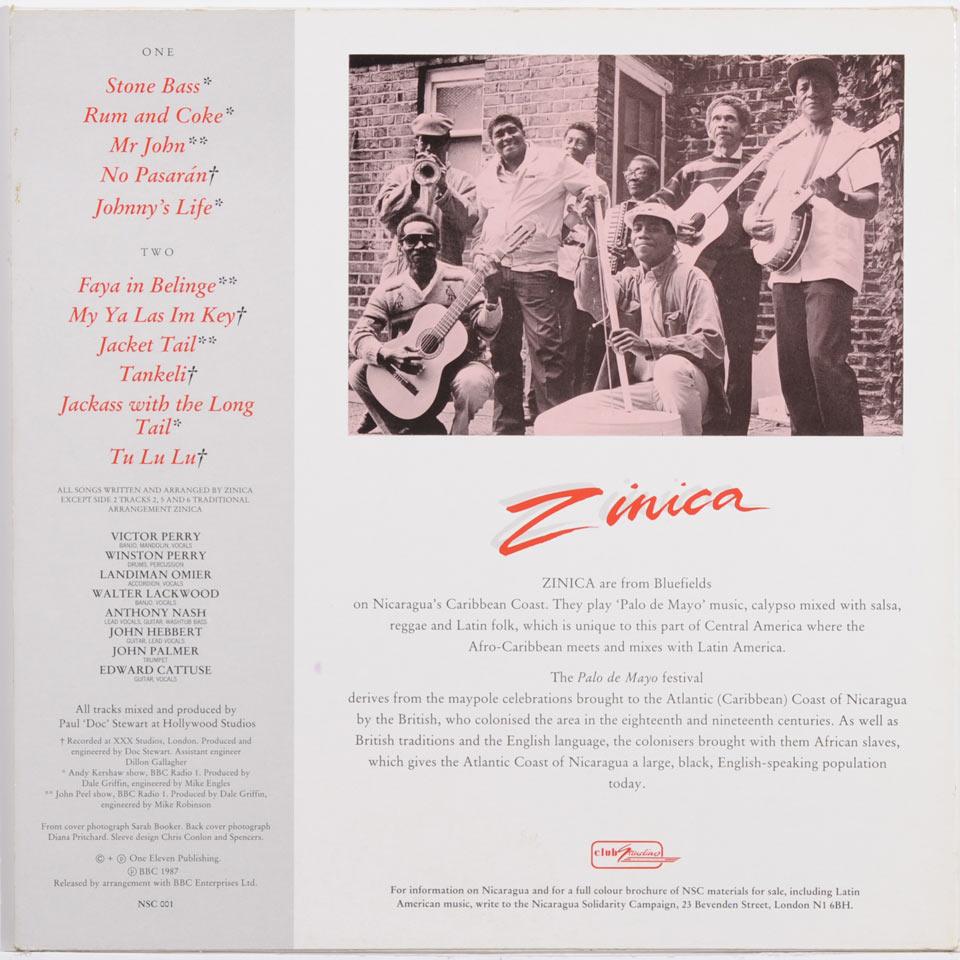 ONE
Stone Bass*
Rum and Coke*
Mr John**
No Pasarán†
Johnny's Life*
TWO
Faya in Belinge**
My Ya Las Im Key†
Jacket Tail**
Tankeli†
Jackass with the Long
Tail*
Tu Lu Lu†
ALL SONGS WRITTEN AND ARRANGED BY ZINICA
EXCEPT SIDE 2 TRACKS 2, 5 AND 6 TRADITIONAL
ARRANGEMENT ZINICA
VICTOR PERRY
BANJO, MANDOLIN, VOCALS
WINSTON PERRY
DRUMS, PERCUSSION
LANDIMAN OMIER
ACCORDION, VOCALS
WALTER LACKWOOD
BANJO, VOCALS
ANTHONY NASH
LEAD VOCALS, GUITAR, WASHTUB BASS
JOHN HEBBERT
GUITAR, LEAD VOCALS
JOHN PALMER
TRUMPET
EDWARD CATTUSE
GUITAR, VOCALS
All tracks mixed and produced by
Paul 'Doc' Stewart at Hollywood Studios
† Recorded at XXX Studios, London. Produced and
engineered by Doc Stewart. Assistant engineer
Dillon Gallagher
* Andy Kershaw show, BBC Radio 1. Produced by
Dale Griffin, engineered by Mike Engles
** John Peel show, BBC Radio 1. Produced by Dale Griffin,
engineered by Mike Robinson
Front cover photograph Sarah Booker. Back cover photograph
Diana Pritchard. Sleeve design Chris Conlon and Spencers.
© + ℗ One Eleven Publishing.
℗ BBC 1987
Released by arrangement with BBC Enterprises Ltd.
NSC 001
Zinica
ZINICA are from Bluefields
on Nicaragua's Caribbean Coast. They play 'Palo de Mayo' music, calypso mixed with salsa,
reggae and Latin folk, which is unique to this part of Central America where the
Afro-Caribbean meets and mixes with Latin America.
The Palo de Mayo festival
derives from the maypole celebrations brought to the Atlantic (Caribbean) Coast of Nicaragua
by the British, who colonised the area in the eighteenth and nineteenth centuries. As well as
British traditions and the English language, the colonisers brought with them African slaves,
which gives the Atlantic Coast of Nicaragua a large, black, English-speaking population
today.
club Sandino
For information on Nicaragua and for a full colour brochure of NSC materials for sale, including Latin
American music, write to the Nicaragua Solidarity Campaign, 23 Bevenden Street, London N1 6BH.